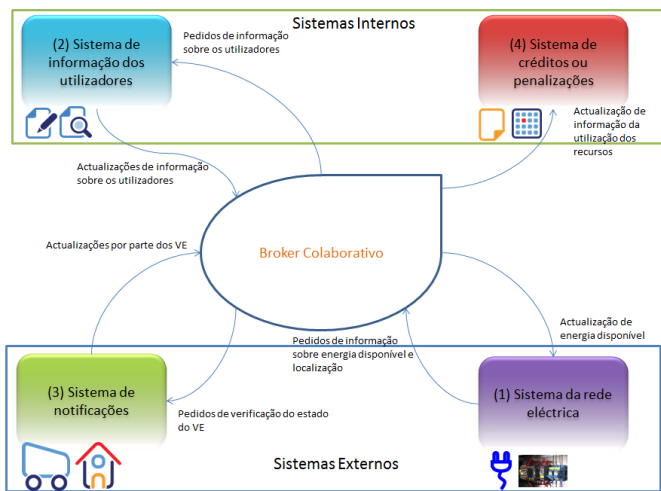 Sistemas Internos
(2) Sistema de
informação dos
utilizadores
Pedidos de informação
sobre os utilizadores
(4) Sistema de
créditos ou
penalizações
Actualização de
informação da
utilização dos
recursos
Actualizações de informação
sobre os utilizadores
Broker Colaborativo
Actualizações por parte dos VE
Actualização de
energia disponível
Pedidos de informação
sobre energia disponível e
localização
(3) Sistema de
notificações
Pedidos de verificação do estado
do VE
(1) Sistema da rede
eléctrica
Sistemas Externos